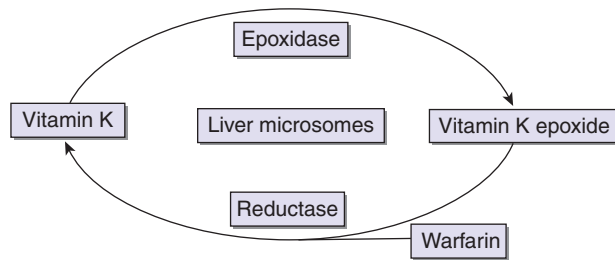 Epoxidase
Vitamin K
Liver microsomes
Vitamin K epoxide
Reductase
Warfarin